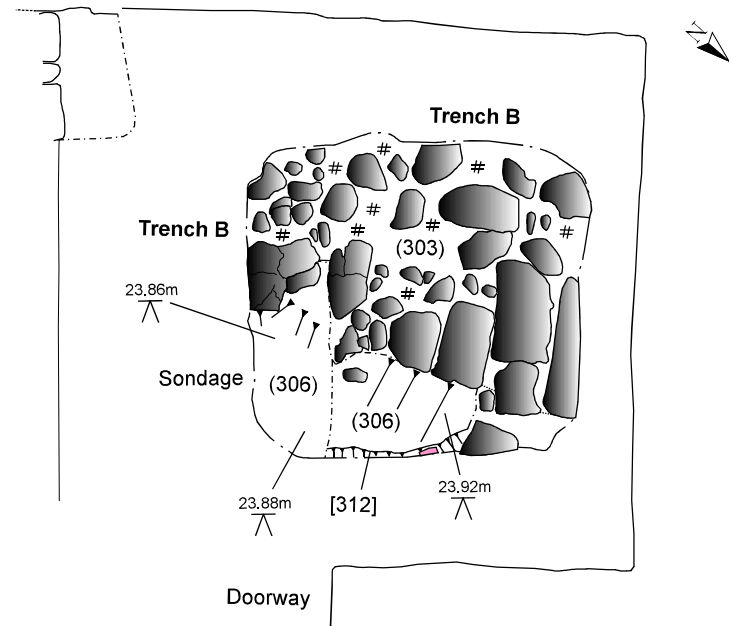 N
Trench B
#
#
#
#
#
Trench B
#
#
#
#
(303)
23.86m
#
Sondage
(306)
(306)
23.88m
[312]
23.92m
Doorway